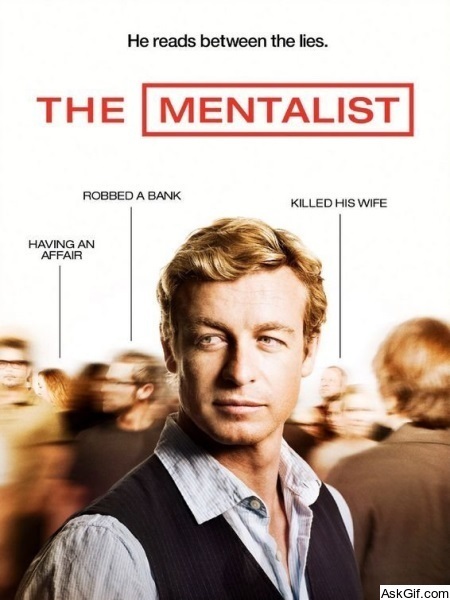 He reads between the lies.
THE MENTALIST
ROBBED A BANK
KILLED HIS WIFE
HAVING AN
AFFAIR
AskGif.com